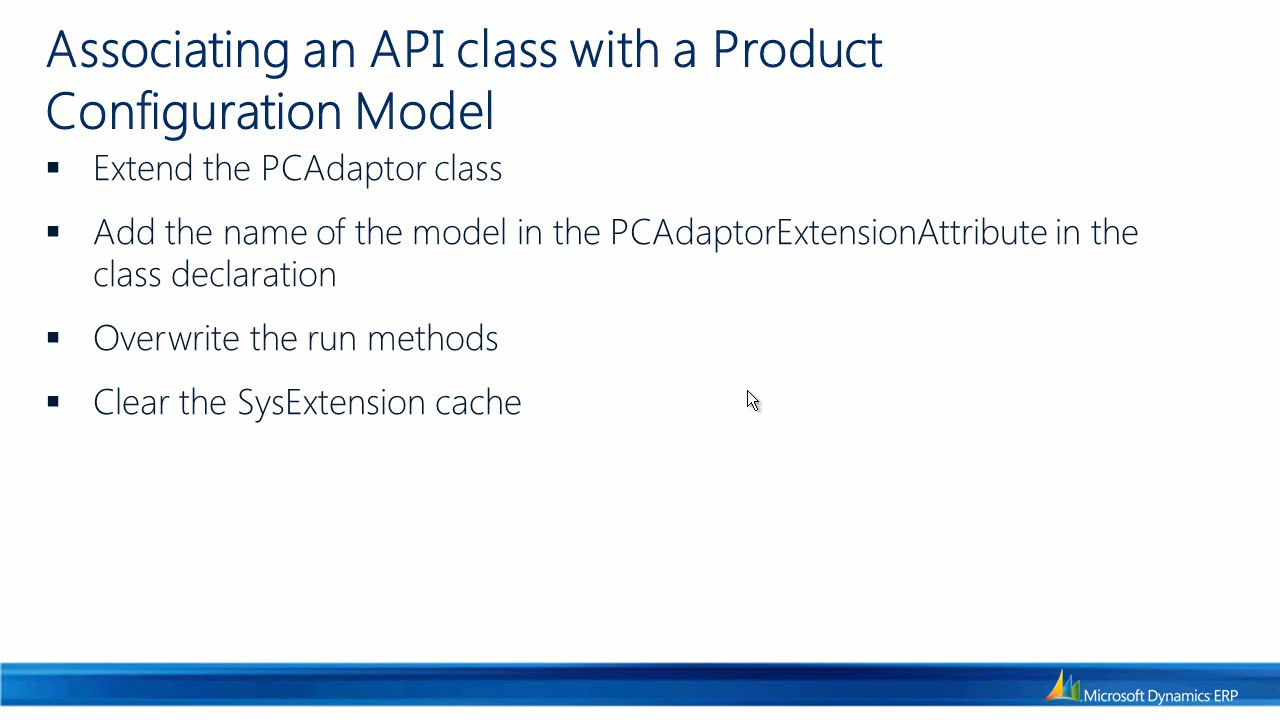 Associating an API class with a Product
Configuration Model
▪ Extend the PCAdaptor class
▪ Add the name of the model in the PCAdaptorExtensionAttribute in the
class declaration
▪ Overwrite the run methods
▪ Clear the SysExtension cache
Microsoft Dynamics ERP